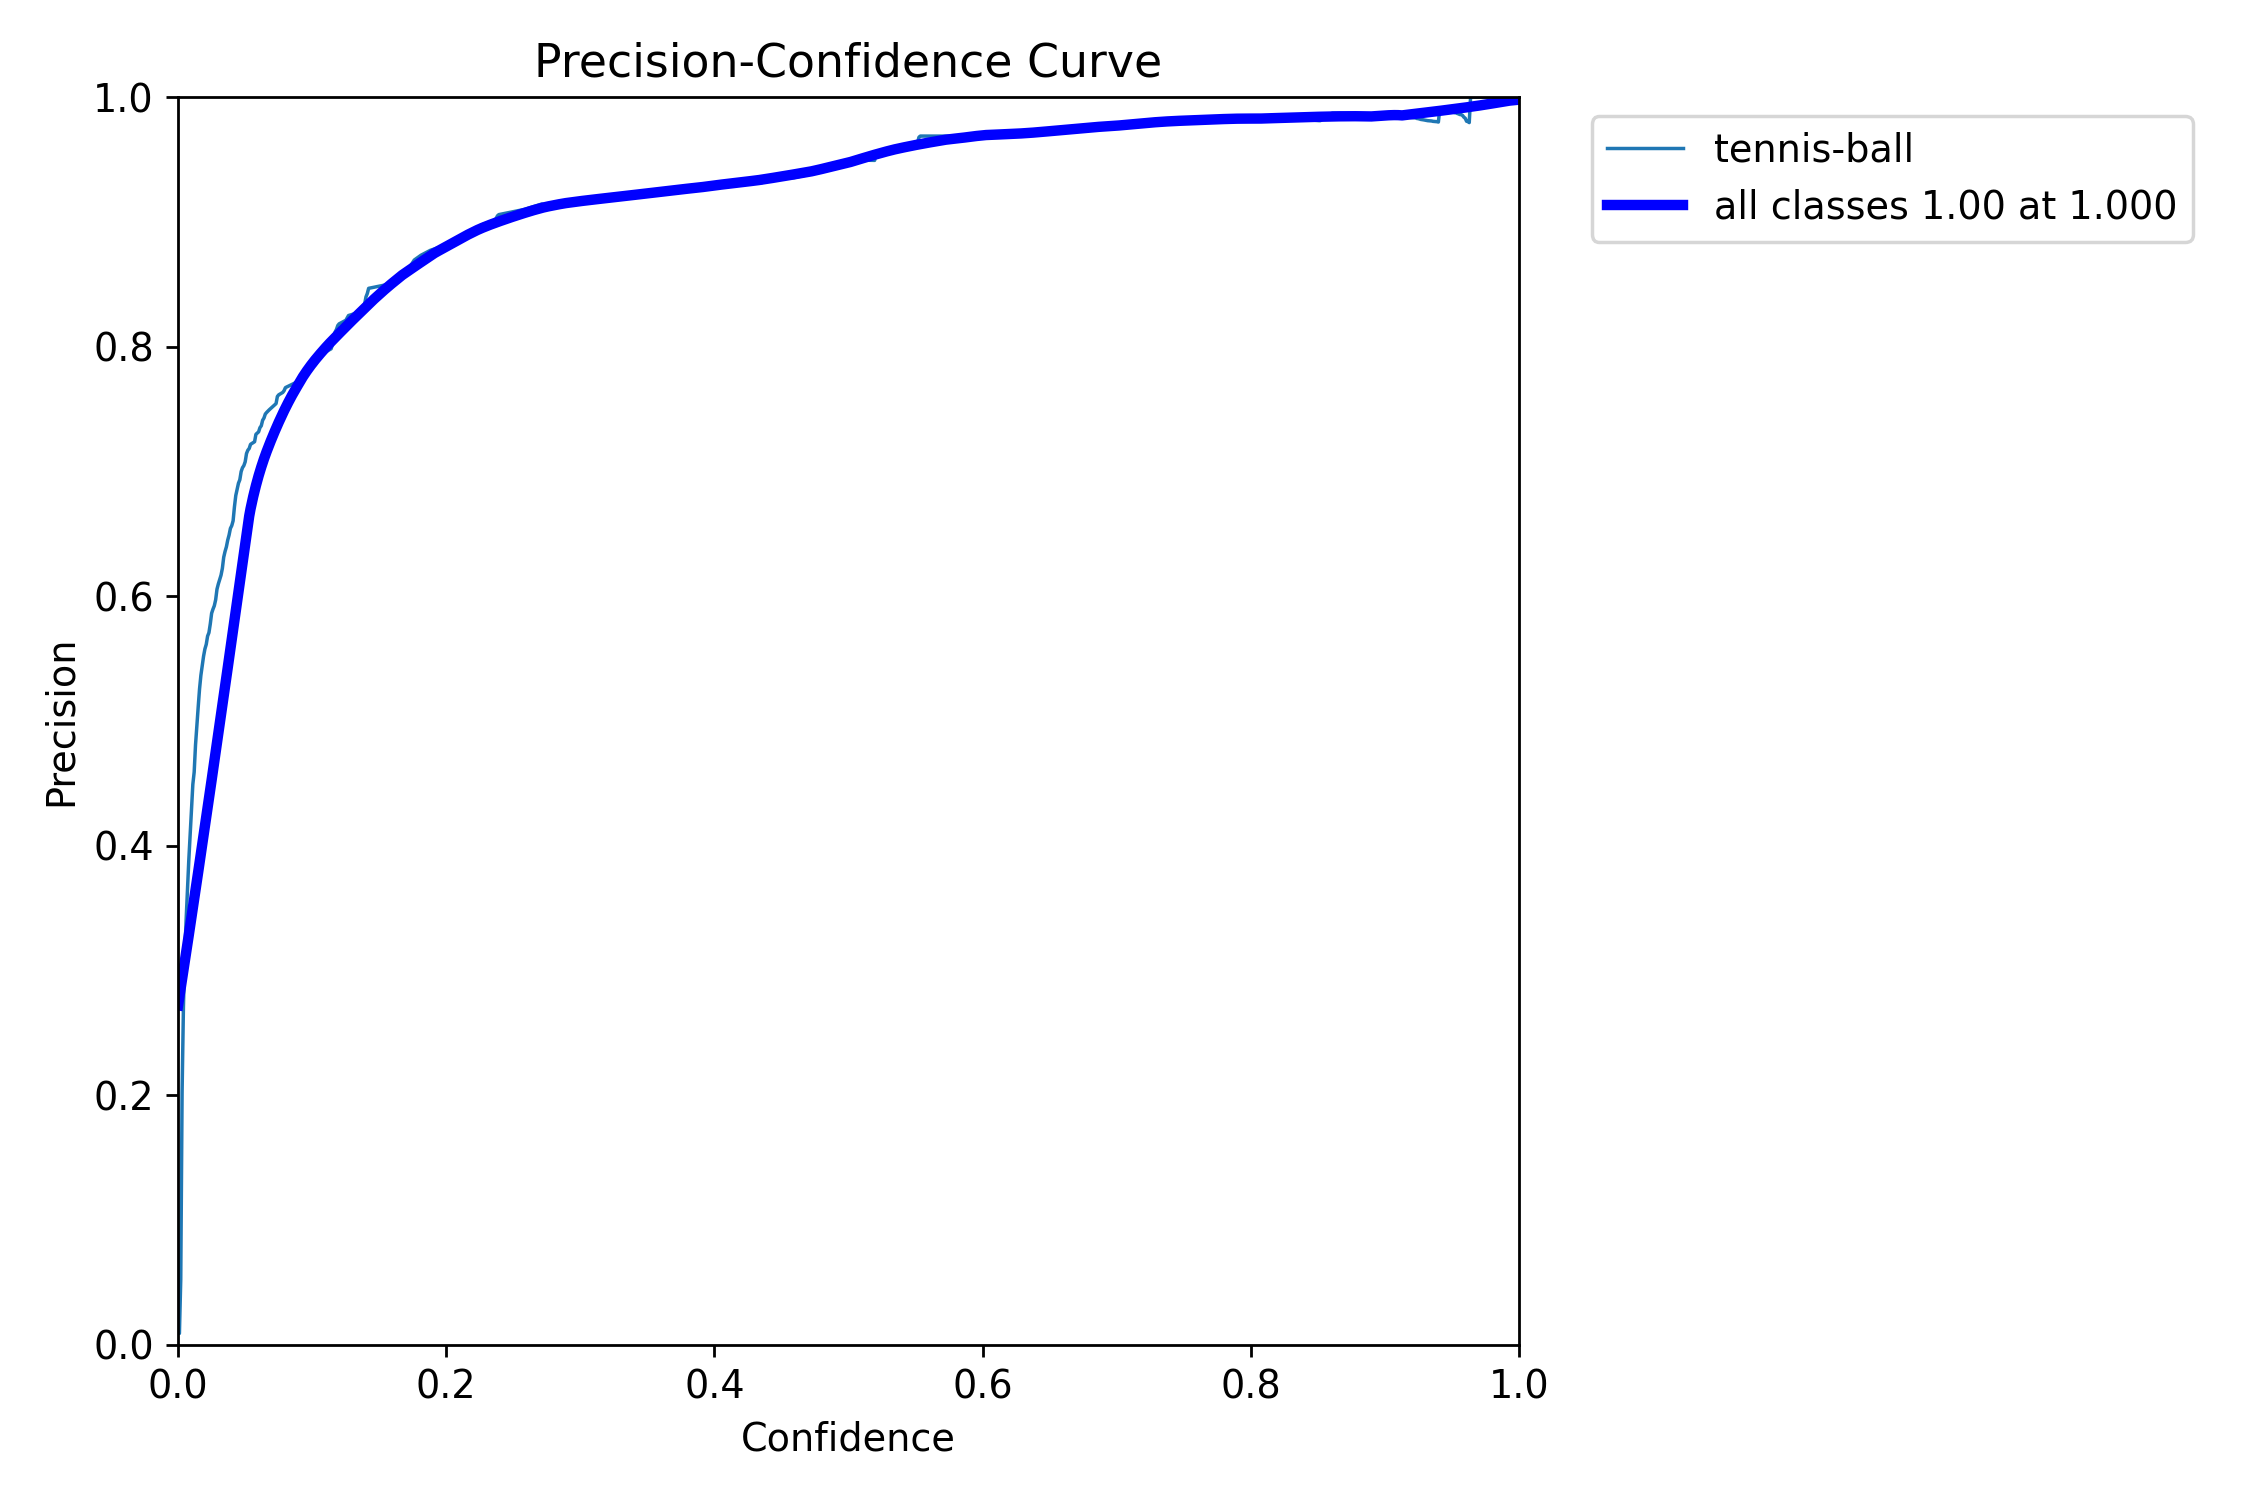 Precision-Confidence Curve
1.0
0.8
0.6
0.4
0.2
0.0
Precision
0.0 0.2 0.4 0.6 0.8 1.0
Confidence
tennis-ball
all classes 1.00 at 1.000